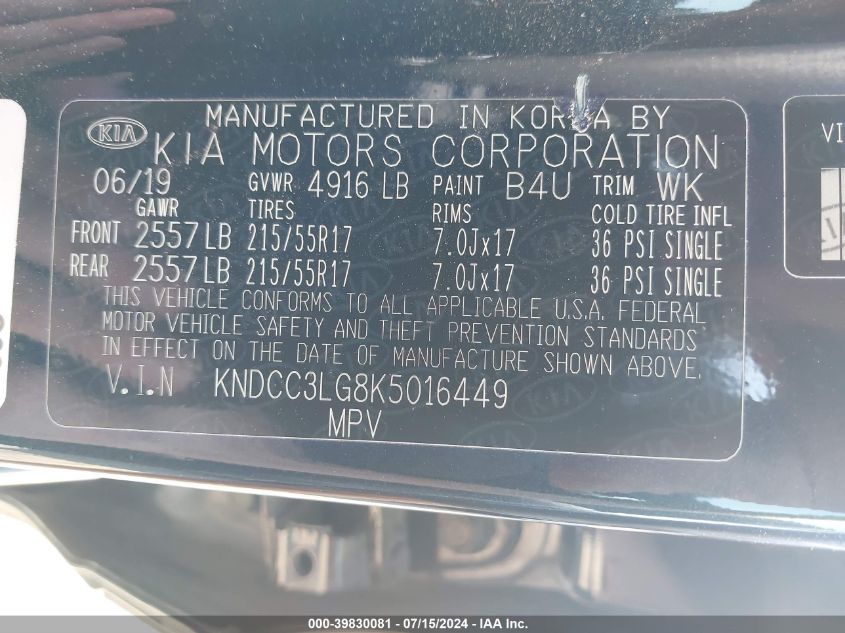 MANUFACTURED IN KOREA BY
KIA KIA MOTORS CORPORATION
06/19 GVWR 4916 LB PAINT B4U TRIM WK
GAWR TIRES RIMS COLD TIRE INFL
FRONT 2557LB 215/55R17 7.0Jx17 36 PSI SINGLE
REAR 2557LB 215/55R17 7.0Jx17 36 PSI SINGLE
THIS VEHICLE CONFORMS TO ALL APPLICABLE U.S.A. FEDERAL
MOTOR VEHICLE SAFETY AND THEFT PREVENTION STANDARDS
IN EFFECT ON THE DATE OF MANUFACTURE SHOWN ABOVE.
V.I.N KNDCC3LG8K5016449
MPV
VI
000-39830081 - 07/15/2024 - IAA Inc.